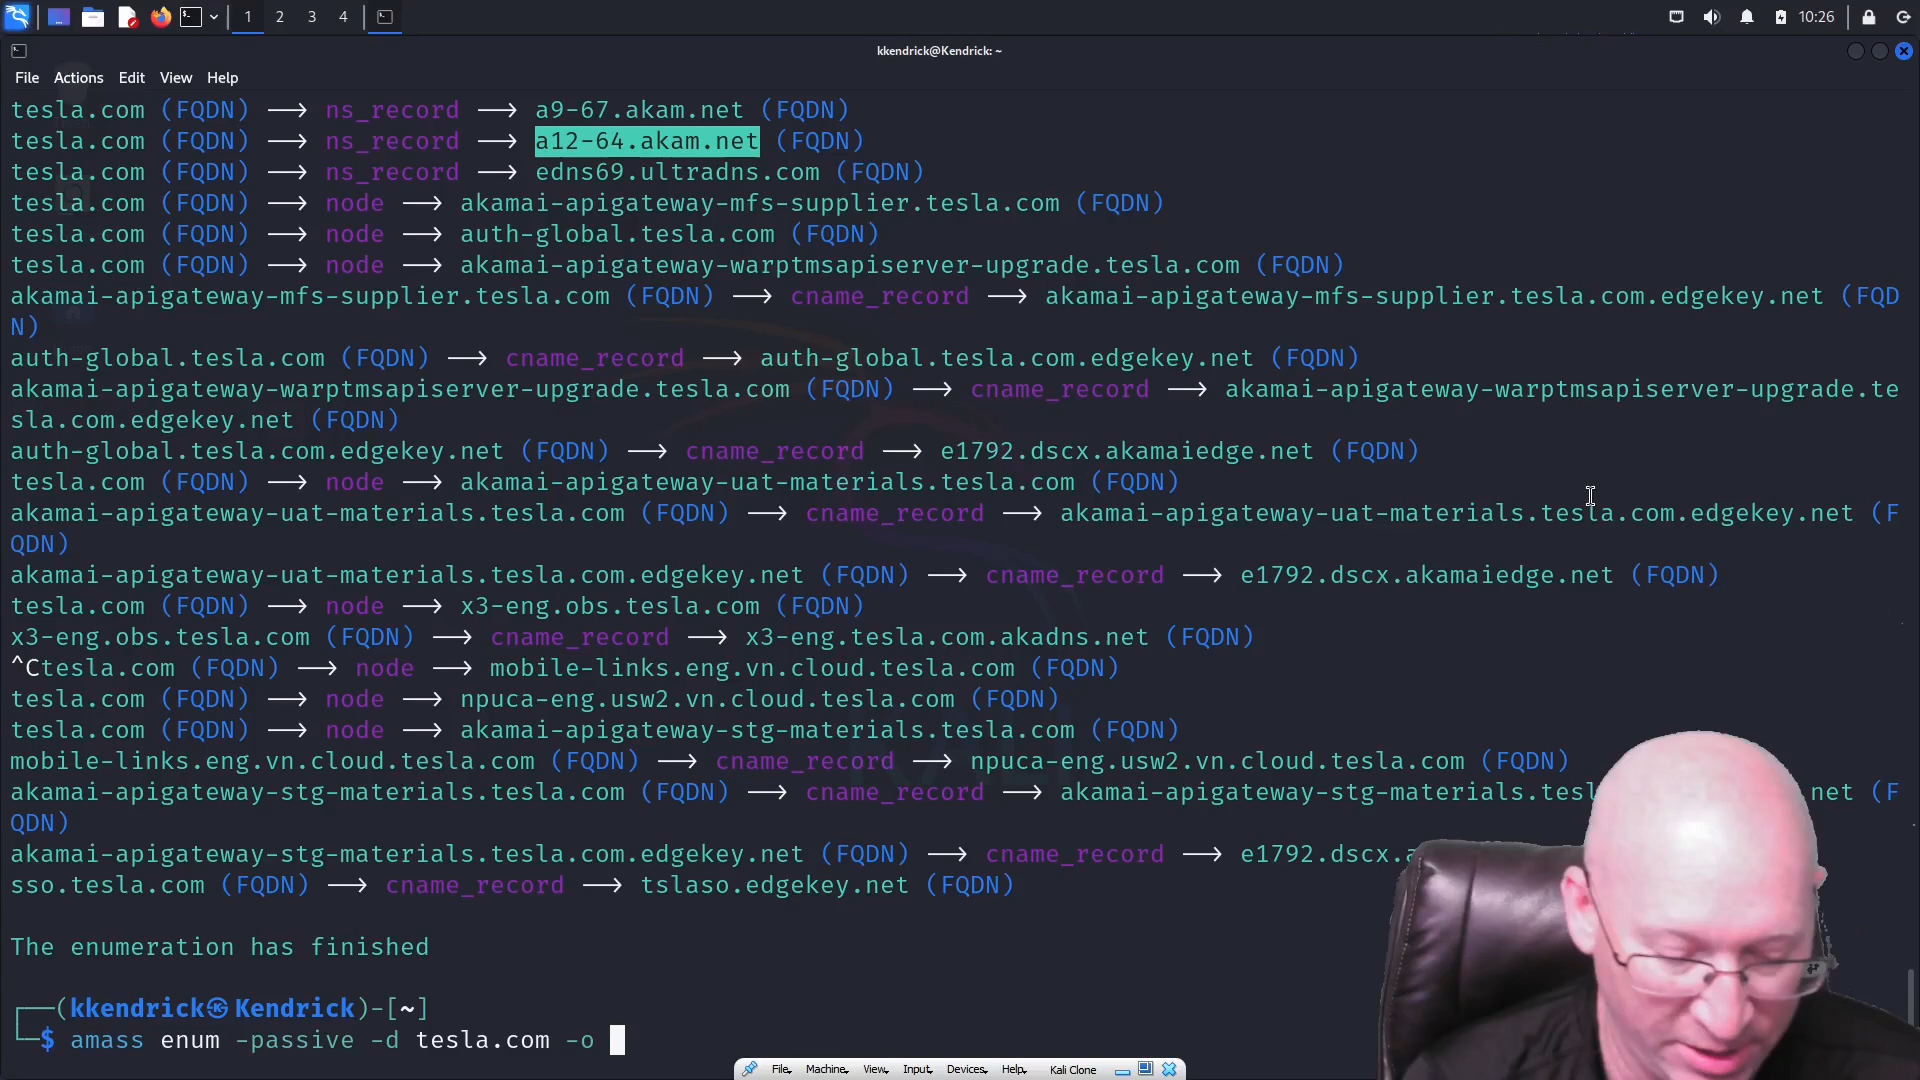 1 2 3 4 10:26
kkendrick@Kendrick: ~
File Actions Edit View Help
tesla.com (FQDN) ⟶ ns_record ⟶ a9-67.akam.net (FQDN)
tesla.com (FQDN) ⟶ ns_record ⟶ a12-64.akam.net (FQDN)
tesla.com (FQDN) ⟶ ns_record ⟶ edns69.ultradns.com (FQDN)
tesla.com (FQDN) ⟶ node ⟶ akamai-apigateway-mfs-supplier.tesla.com (FQDN)
tesla.com (FQDN) ⟶ node ⟶ auth-global.tesla.com (FQDN)
tesla.com (FQDN) ⟶ node ⟶ akamai-apigateway-warptmsapiserver-upgrade.tesla.com (FQDN)
akamai-apigateway-mfs-supplier.tesla.com (FQDN) ⟶ cname_record ⟶ akamai-apigateway-mfs-supplier.tesla.com.edgekey.net (FQD
N)
auth-global.tesla.com (FQDN) ⟶ cname_record ⟶ auth-global.tesla.com.edgekey.net (FQDN)
akamai-apigateway-warptmsapiserver-upgrade.tesla.com (FQDN) ⟶ cname_record ⟶ akamai-apigateway-warptmsapiserver-upgrade.te
sla.com.edgekey.net (FQDN)
auth-global.tesla.com.edgekey.net (FQDN) ⟶ cname_record ⟶ e1792.dscx.akamaiedge.net (FQDN)
tesla.com (FQDN) ⟶ node ⟶ akamai-apigateway-uat-materials.tesla.com (FQDN)
akamai-apigateway-uat-materials.tesla.com (FQDN) ⟶ cname_record ⟶ akamai-apigateway-uat-materials.tesla.com.edgekey.net (F
QDN)
akamai-apigateway-uat-materials.tesla.com.edgekey.net (FQDN) ⟶ cname_record ⟶ e1792.dscx.akamaiedge.net (FQDN)
tesla.com (FQDN) ⟶ node ⟶ x3-eng.obs.tesla.com (FQDN)
x3-eng.obs.tesla.com (FQDN) ⟶ cname_record ⟶ x3-eng.tesla.com.akadns.net (FQDN)
^Ctesla.com (FQDN) ⟶ node ⟶ mobile-links.eng.vn.cloud.tesla.com (FQDN)
tesla.com (FQDN) ⟶ node ⟶ npuca-eng.usw2.vn.cloud.tesla.com (FQDN)
tesla.com (FQDN) ⟶ node ⟶ akamai-apigateway-stg-materials.tesla.com (FQDN)
mobile-links.eng.vn.cloud.tesla.com (FQDN) ⟶ cname_record ⟶ npuca-eng.usw2.vn.cloud.tesla.com (FQDN)
akamai-apigateway-stg-materials.tesla.com (FQDN) ⟶ cname_record ⟶ akamai-apigateway-stg-materials.tesl net (F
QDN)
akamai-apigateway-stg-materials.tesla.com.edgekey.net (FQDN) ⟶ cname_record ⟶ e1792.dscx.a
sso.tesla.com (FQDN) ⟶ cname_record ⟶ tslaso.edgekey.net (FQDN)
The enumeration has finished
┌──(kkendrick㉿Kendrick)-[~]
└─$ amass enum -passive -d tesla.com -o
File Machine View Input Devices Help Kali Clone